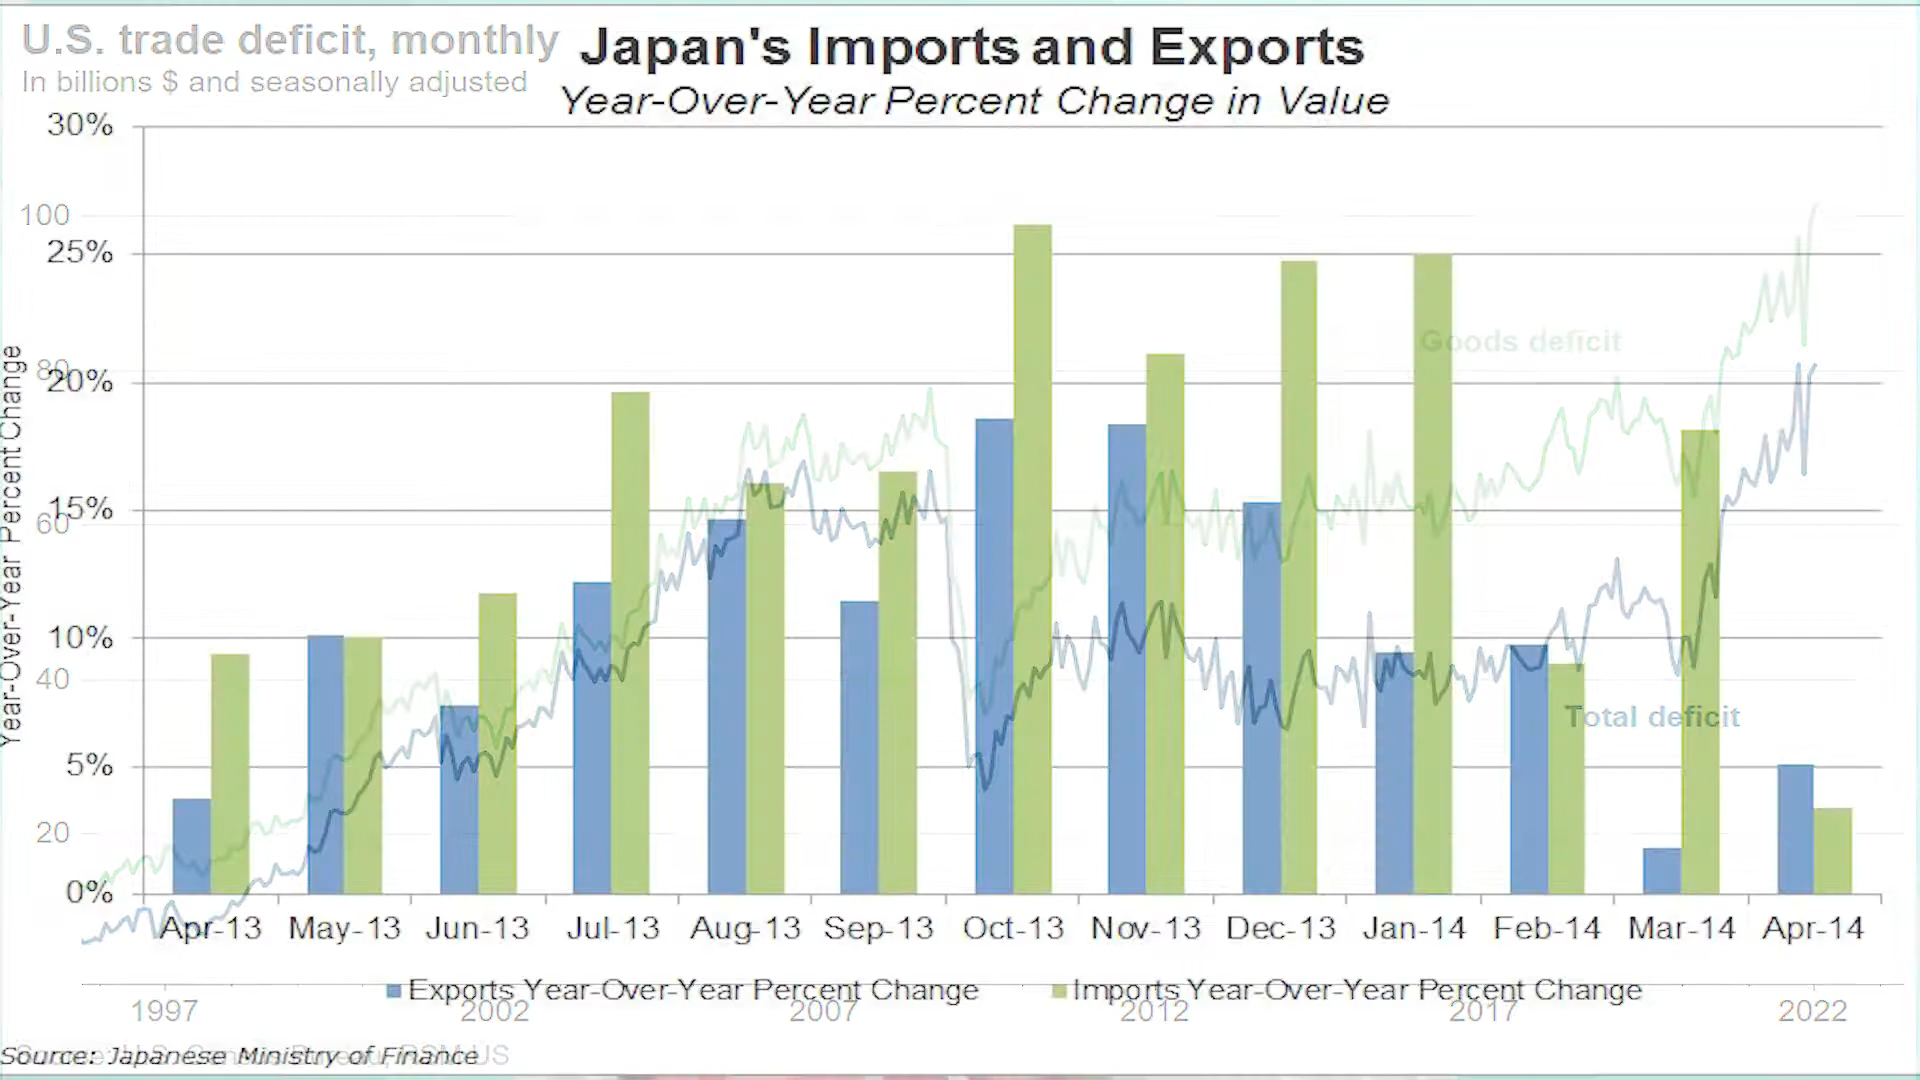 U.S. trade deficit, monthly
In billions $ and seasonally adjusted
Japan's Imports and Exports
Year-Over-Year Percent Change in Value
Year-Over-Year Percent Change
30%
25%
20%
15%
10%
5%
0%
100
80
60
40
20
Goods deficit
Total deficit
Apr-13 May-13 Jun-13 Jul-13 Aug-13 Sep-13 Oct-13 Nov-13 Dec-13 Jan-14 Feb-14 Mar-14 Apr-14
Exports Year-Over-Year Percent Change Imports Year-Over-Year Percent Change
1997 2002 2007 2012 2017 2022
Source: Japanese Ministry of Finance